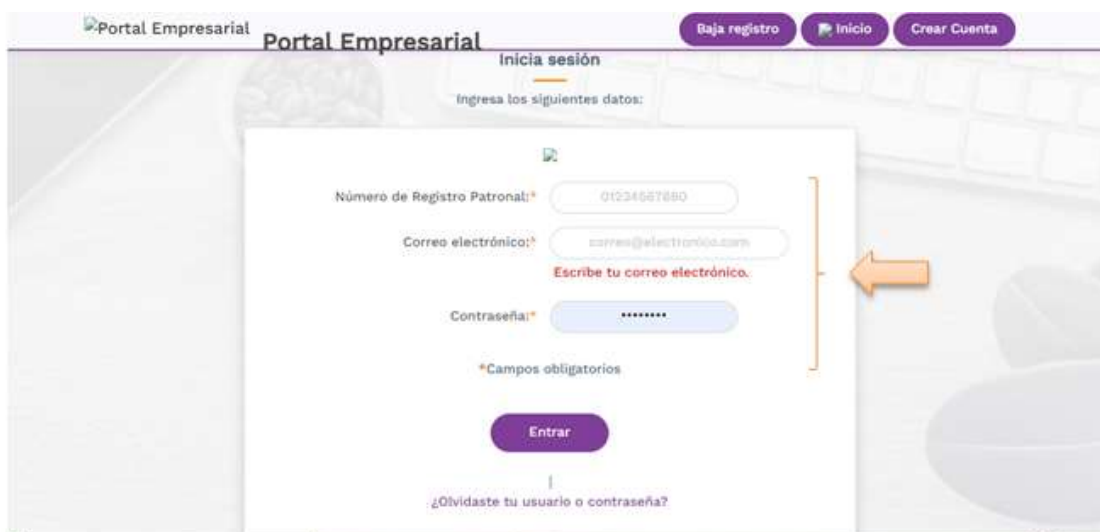 Portal Empresarial
Portal Empresarial
Baja registro
Inicio
Crear Cuenta
Inicia sesión
Ingresa los siguientes datos:
Número de Registro Patronal:*
01234567890
Correo electrónico:*
correo@electronico.com
Escribe tu correo electrónico.
Contraseña:*
••••••••
*Campos obligatorios
Entrar
|
¿Olvidaste tu usuario o contraseña?